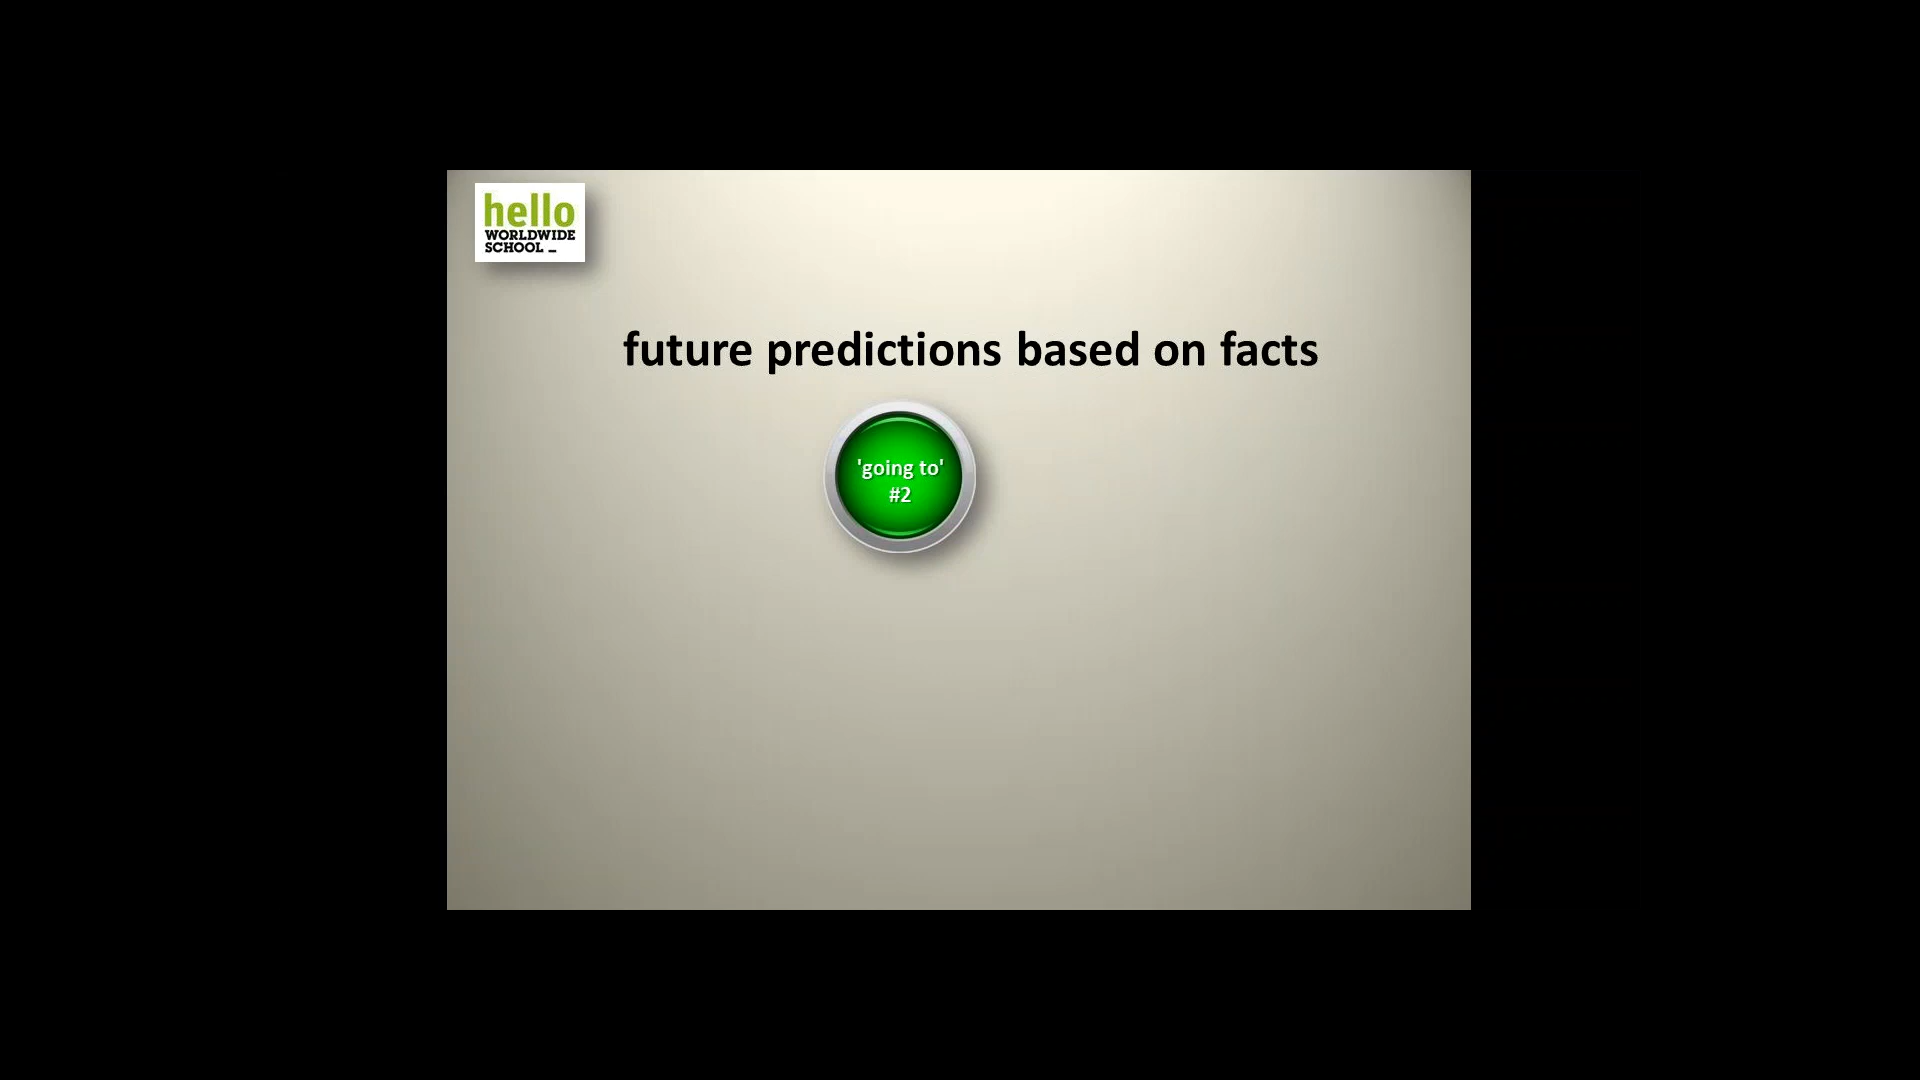 hello
WORLDWIDE
SCHOOL _
future predictions based on facts
'going to'
#2